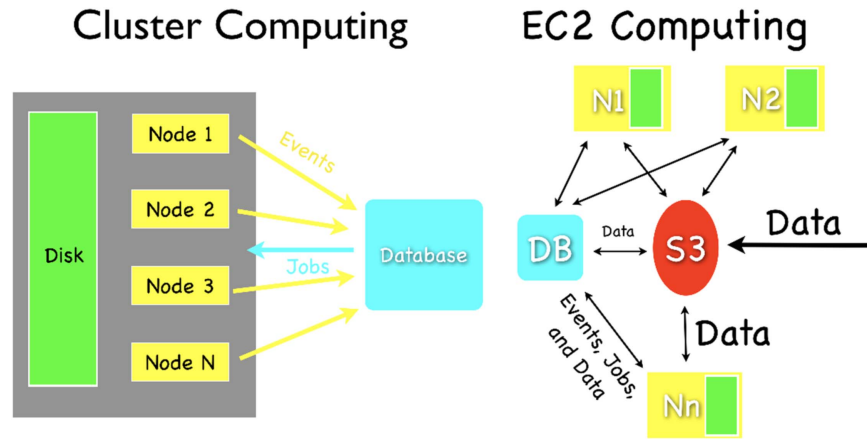 Cluster Computing
EC2 Computing
Disk
Node 1
Node 2
Node 3
Node N
Events
Jobs
Database
N1
N2
DB
Data
S3
Data
Data
Events, Jobs,
and Data
Nn